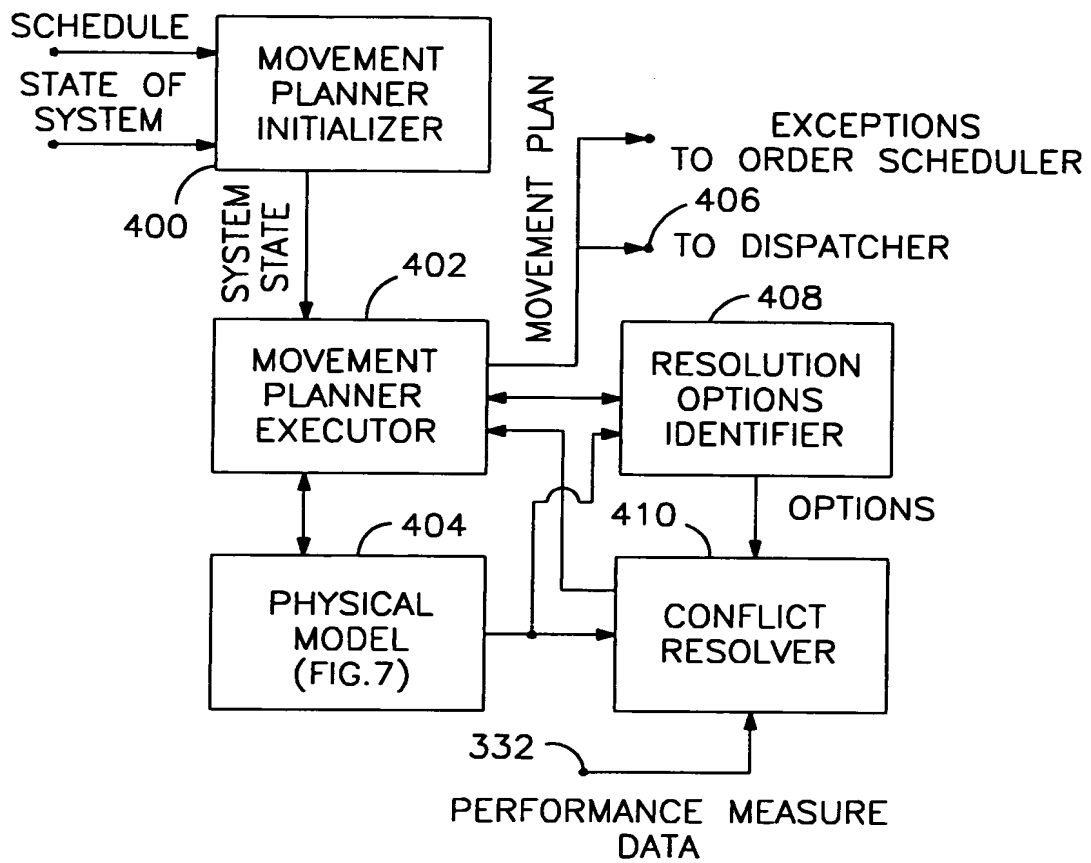 SCHEDULE
STATE OF
SYSTEM
MOVEMENT
PLANNER
INITIALIZER
400
SYSTEM
STATE
MOVEMENT PLAN
EXCEPTIONS
TO ORDER SCHEDULER
406
TO DISPATCHER
402
MOVEMENT
PLANNER
EXECUTOR
408
RESOLUTION
OPTIONS
IDENTIFIER
OPTIONS
404
PHYSICAL
MODEL
(FIG.7)
410
CONFLICT
RESOLVER
332
PERFORMANCE MEASURE
DATA